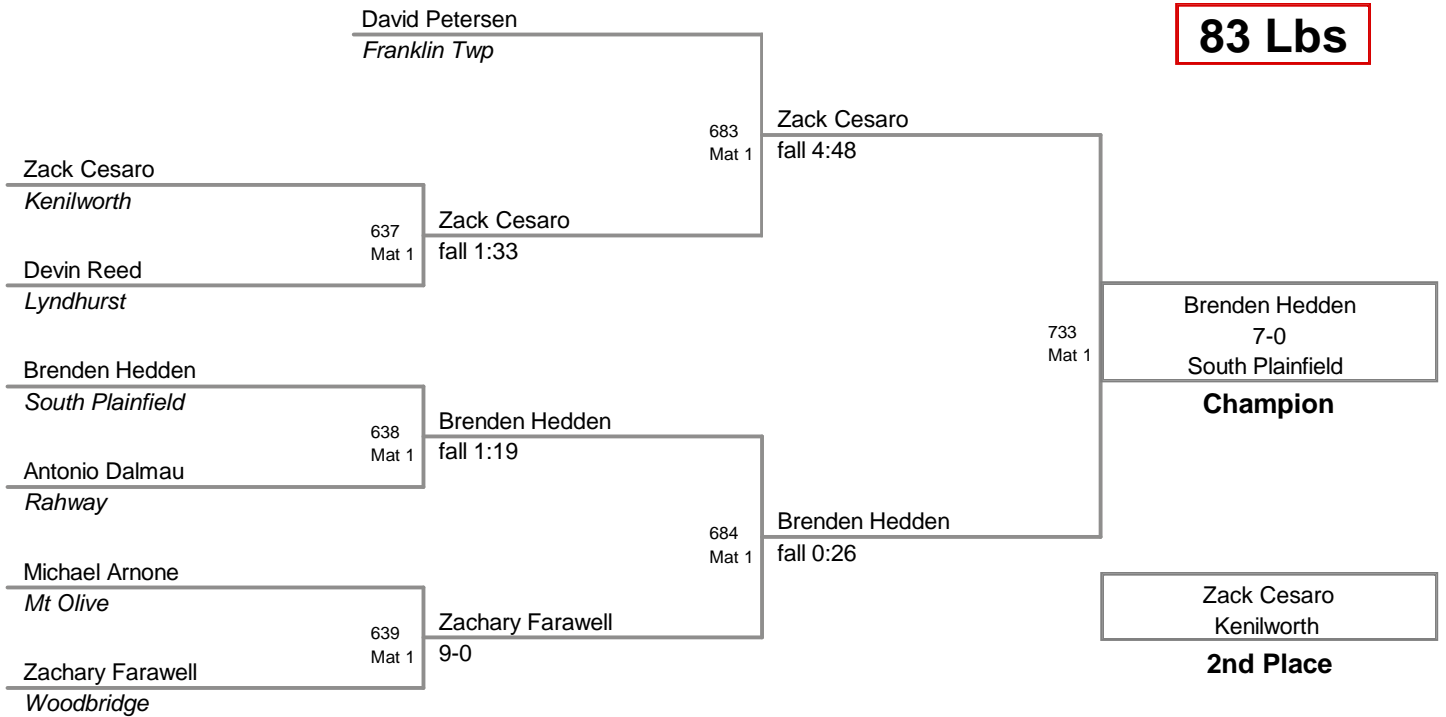 David Petersen
Franklin Twp
83 Lbs
683
Mat 1
Zack Cesaro
fall 4:48
Zack Cesaro
Kenilworth
637
Mat 1
Zack Cesaro
fall 1:33
Devin Reed
Lyndhurst
733
Mat 1
Brenden Hedden
7-0
South Plainfield
Champion
Brenden Hedden
South Plainfield
638
Mat 1
Brenden Hedden
fall 1:19
Antonio Dalmau
Rahway
684
Mat 1
Brenden Hedden
fall 0:26
Michael Arnone
Mt Olive
639
Mat 1
Zachary Farawell
9-0
Zachary Farawell
Woodbridge
Zack Cesaro
Kenilworth
2nd Place